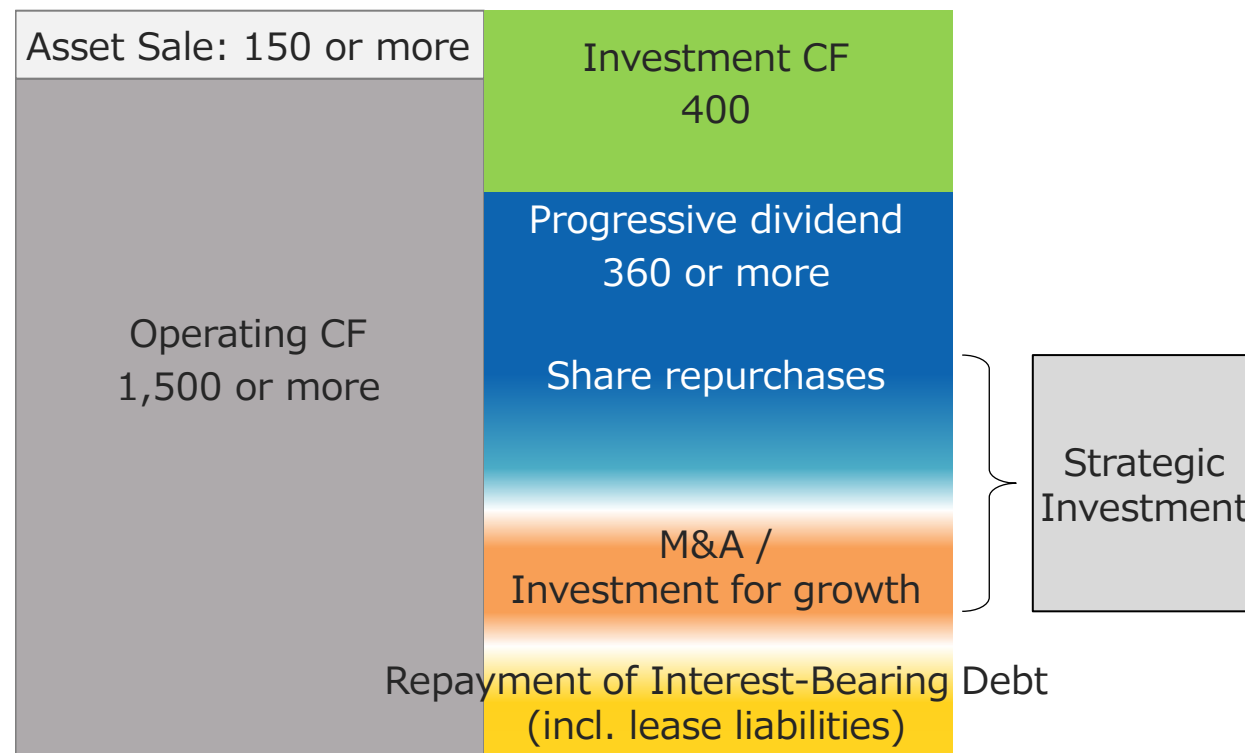 Asset Sale: 150 or more
Operating CF
1,500 or more
Investment CF
400
Progressive dividend
360 or more
Share repurchases
M&A /
Investment for growth
Repayment of Interest-Bearing Debt
(incl. lease liabilities)
Strategic
Investment